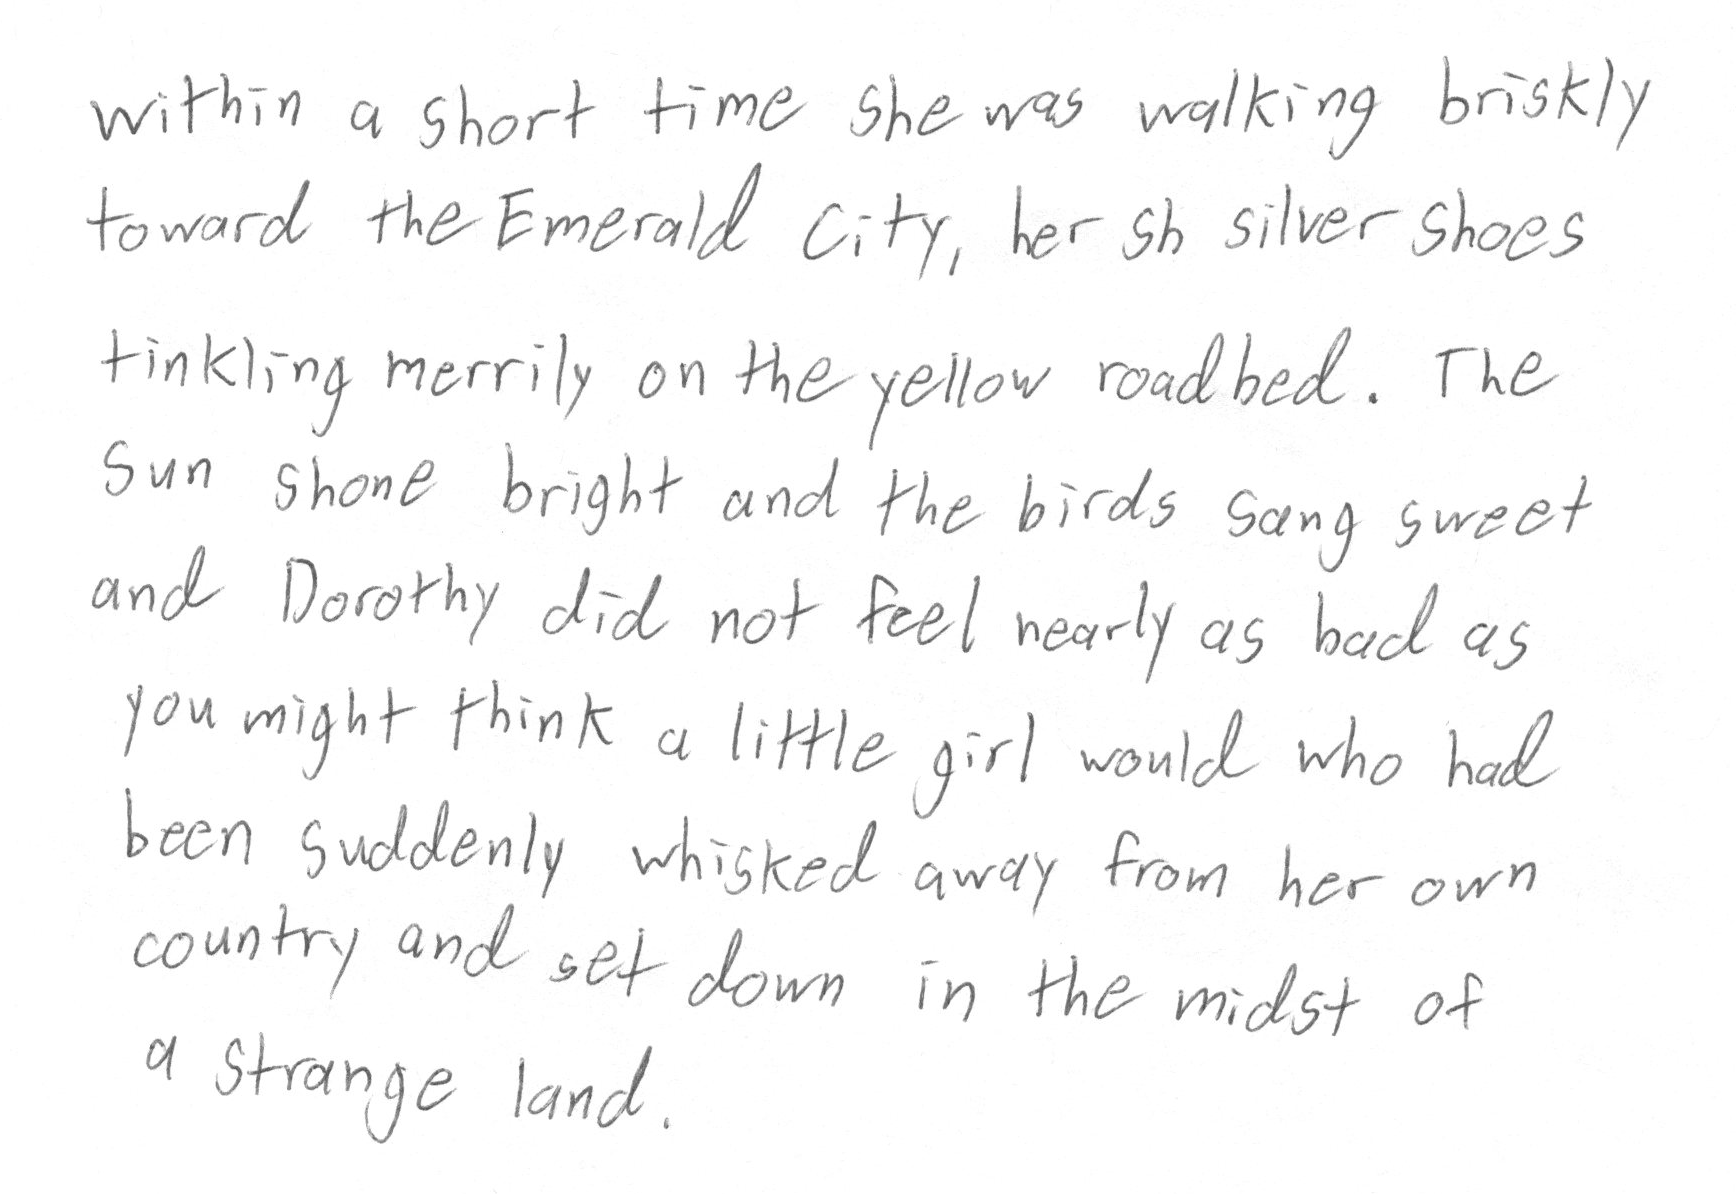 within a short time she was walking briskly
toward the Emerald City, her sh silver shoes
tinkling merrily on the yellow roadbed. The
sun shone bright and the birds sang sweet
and Dorothy did not feel nearly as bad as
you might think a little girl would who had
been suddenly whisked away from her own
country and set down in the midst of
a strange land.